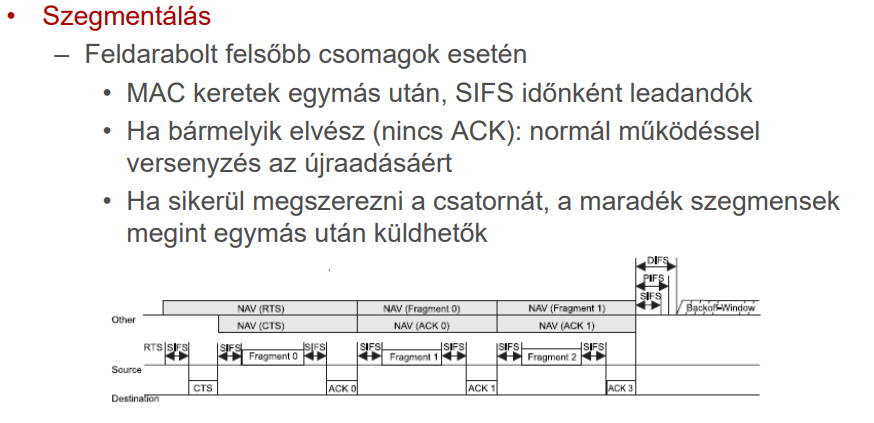 • Szegmentálás
– Feldarabolt felsőbb csomagok esetén
• MAC keretek egymás után, SIFS időnként leadandók
• Ha bármelyik elvész (nincs ACK): normál működéssel
versenyzés az újraadásáért
• Ha sikerül megszerezni a csatornát, a maradék szegmensek
megint egymás után küldhetők
DIFS
PIFS
SIFS
NAV (RTS) NAV (Fragment 0) NAV (Fragment 1) Backoff-Window
Other
NAV (CTS) NAV (ACK 0) NAV (ACK 1)
RTS SIFS SIFS Fragment 0 SIFS SIFS Fragment 1 SIFS SIFS Fragment 2 SIFS
Source
CTS ACK 0 ACK 1 ACK 3
Destination